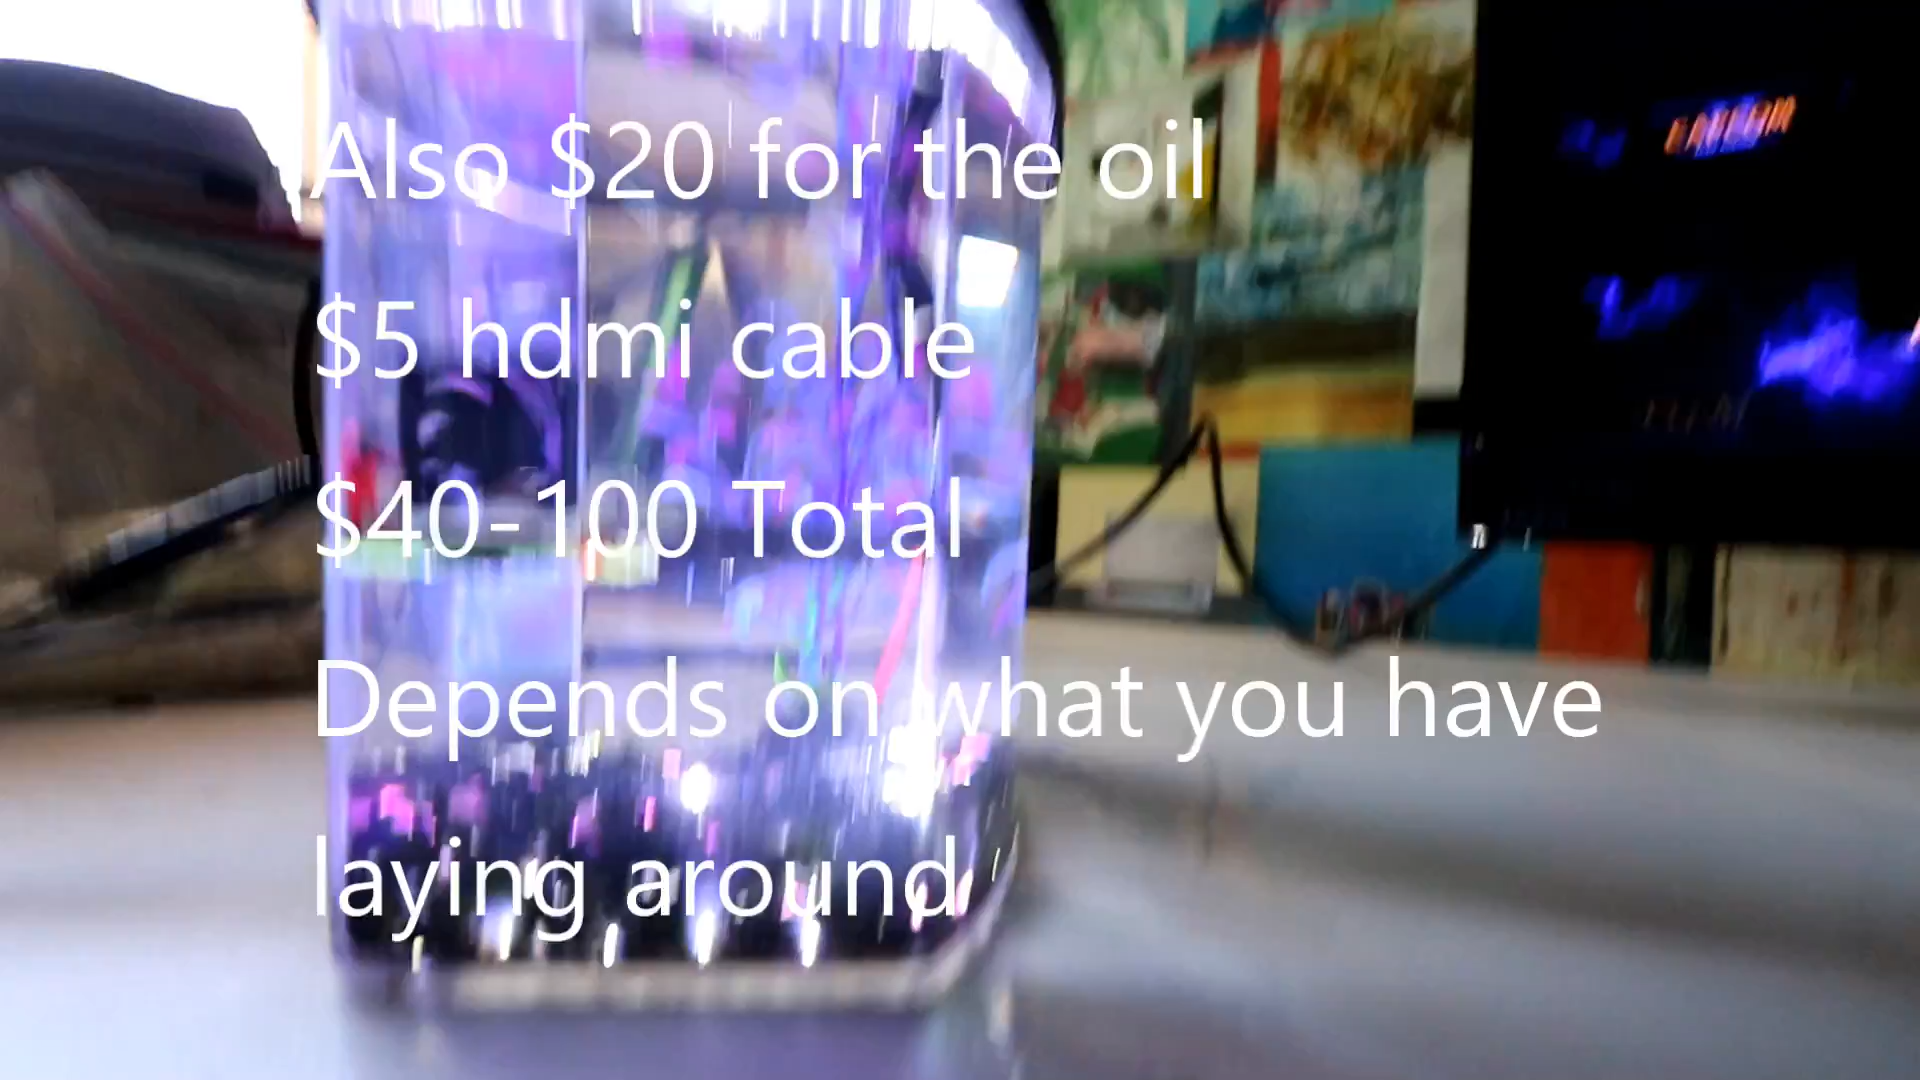 Also $20 for the oil
$5 hdmi cable
$40-100 Total
Depends on what you have
laying around